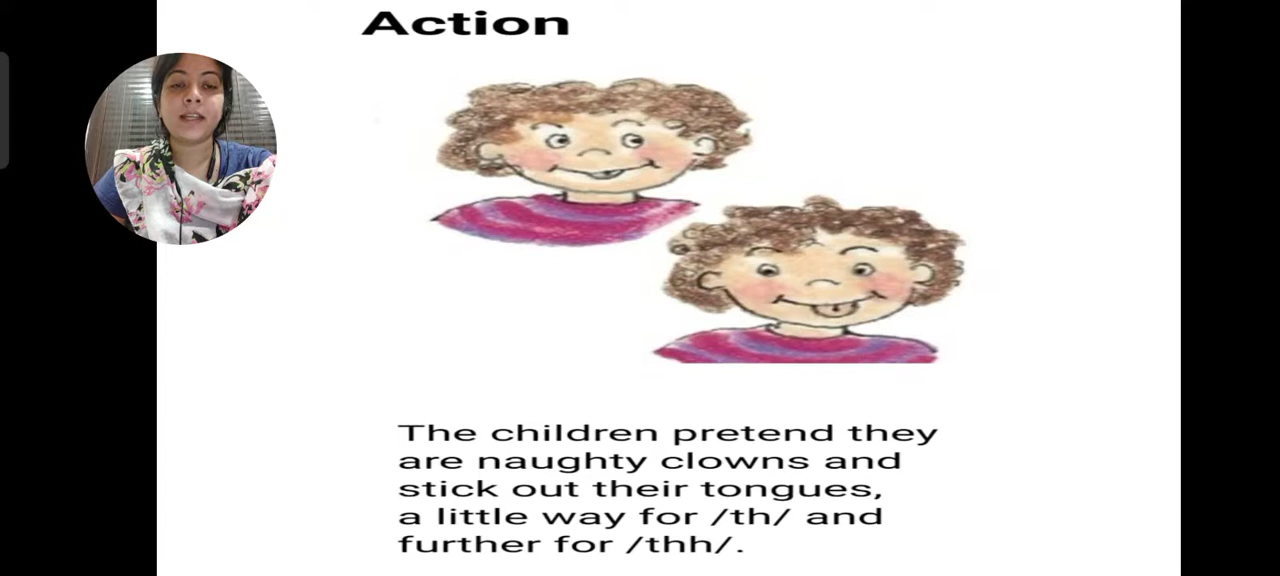 Action
The children pretend they
are naughty clowns and
stick out their tongues,
a little way for /th/ and
further for /thh/.